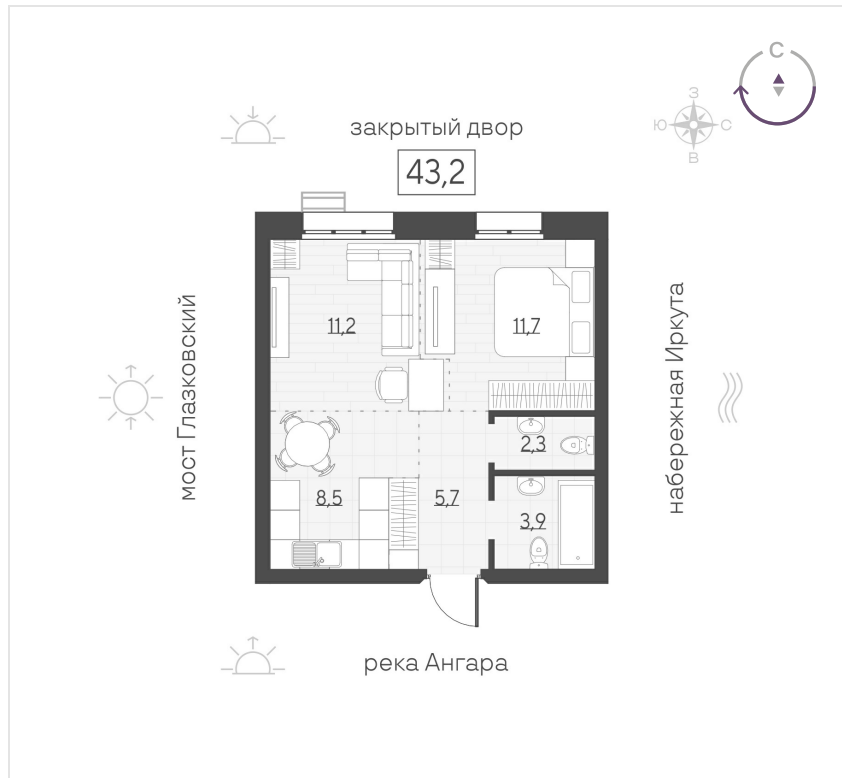 С
З
Ю
С
В
закрытый двор
43,2
мост Глазковский
набережная Иркута
11,2
11,7
2,3
8,5
5,7
3,9
река Ангара